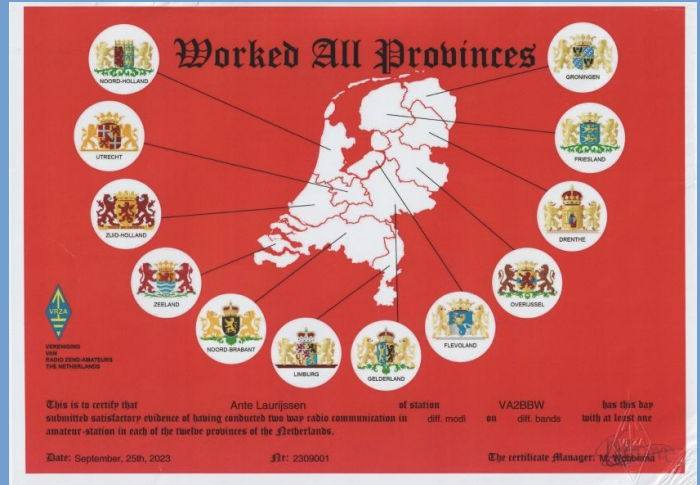 Worked All Provinces
NOORD-HOLLAND
GRONINGEN
UTRECHT
FRIESLAND
ZUID-HOLLAND
DRENTHE
ZEELAND
OVERIJSSEL
NOORD-BRABANT
FLEVOLAND
LIMBURG
GELDERLAND
VRZA
VERENIGING
VAN
RADIO ZEND-AMATEURS
THE NETHERLANDS
This is to certify that Ante Laurijssen of station VA2BBW has this day
submitted satisfactory evidence of having conducted two way radio communication in diff. modi on diff. bands with at least one
amateur-station in each of the twelve provinces of the Netherlands.
Date: September, 25th, 2023 Nr: 2309001 The certificate Manager: M. Wobbema